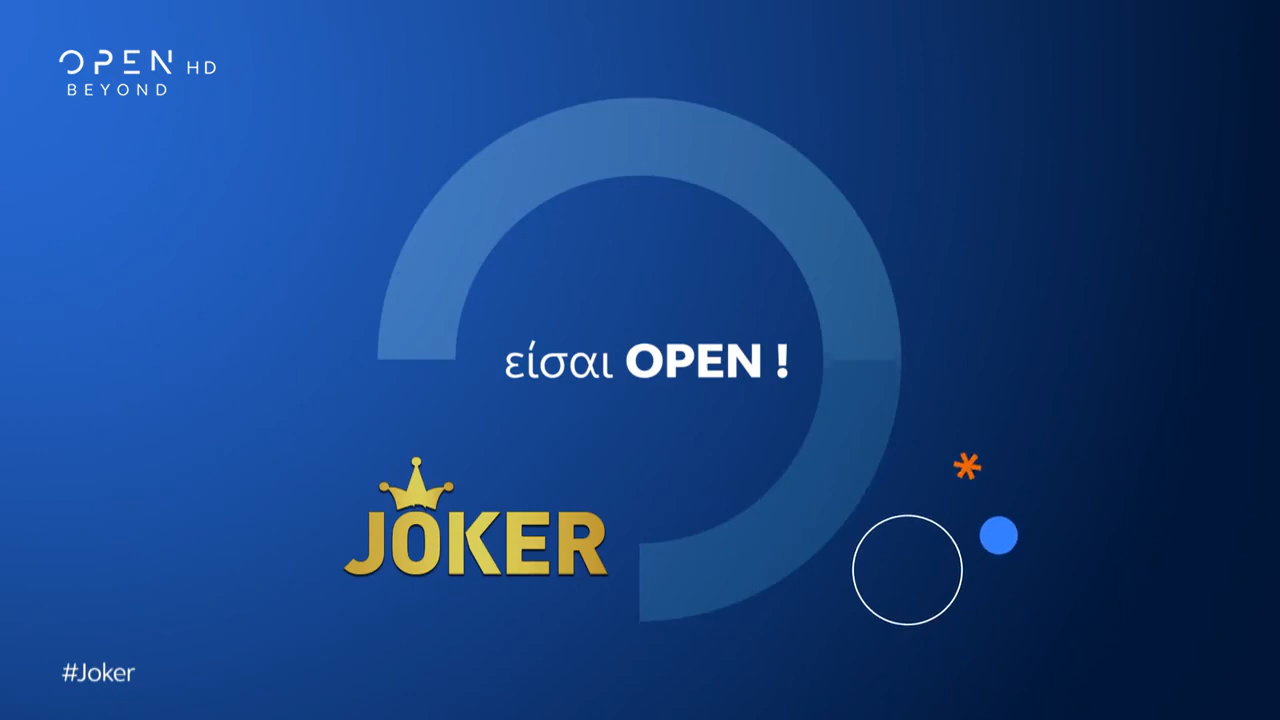 OPEN HD
BEYOND
είσαι OPEN !
JOKER
#Joker